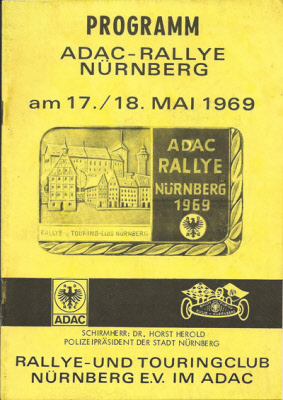 PROGRAMM
ADAC-RALLYE
NÜRNBERG
am 17./18. MAI 1969
ADAC
RALLYE
NÜRNBERG
1969
RALLYE u. TOURING-CLUB NÜRNBERG
ADAC
SCHIRMHERR: DR. HORST HEROLD
POLIZEIPRÄSIDENT DER STADT NÜRNBERG
RALLYE-UND TOURINGCLUB
NÜRNBERG E.V. IM ADAC